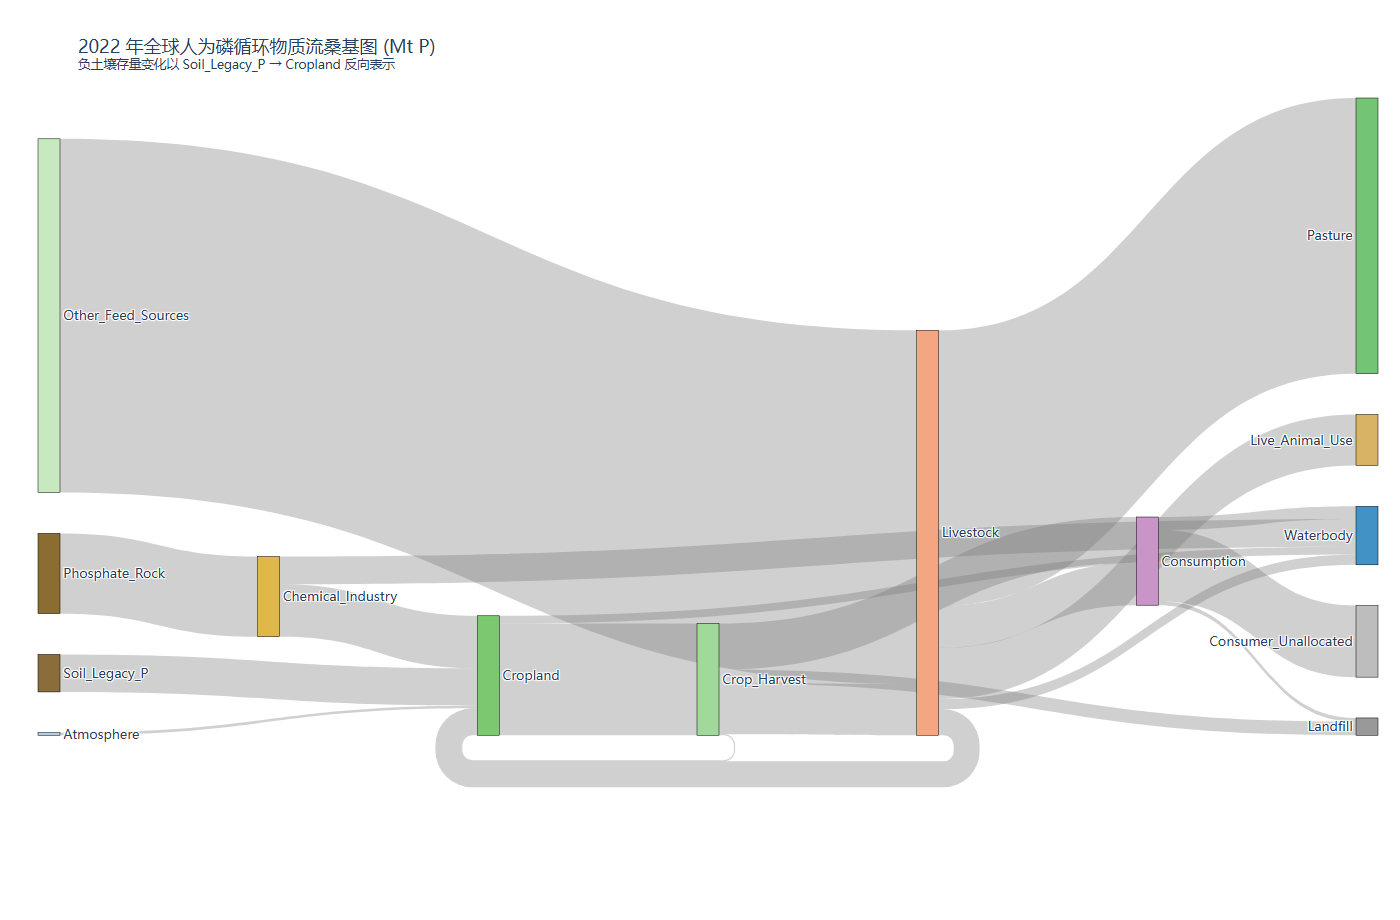 2022 年全球人为磷循环物质流桑基图 (Mt P)
负土壤存量变化以 Soil_Legacy_P → Cropland 反向表示
Other_Feed_Sources
Phosphate_Rock
Soil_Legacy_P
Atmosphere
Chemical_Industry
Cropland
Crop_Harvest
Livestock
Consumption
Pasture
Live_Animal_Use
Waterbody
Consumer_Unallocated
Landfill